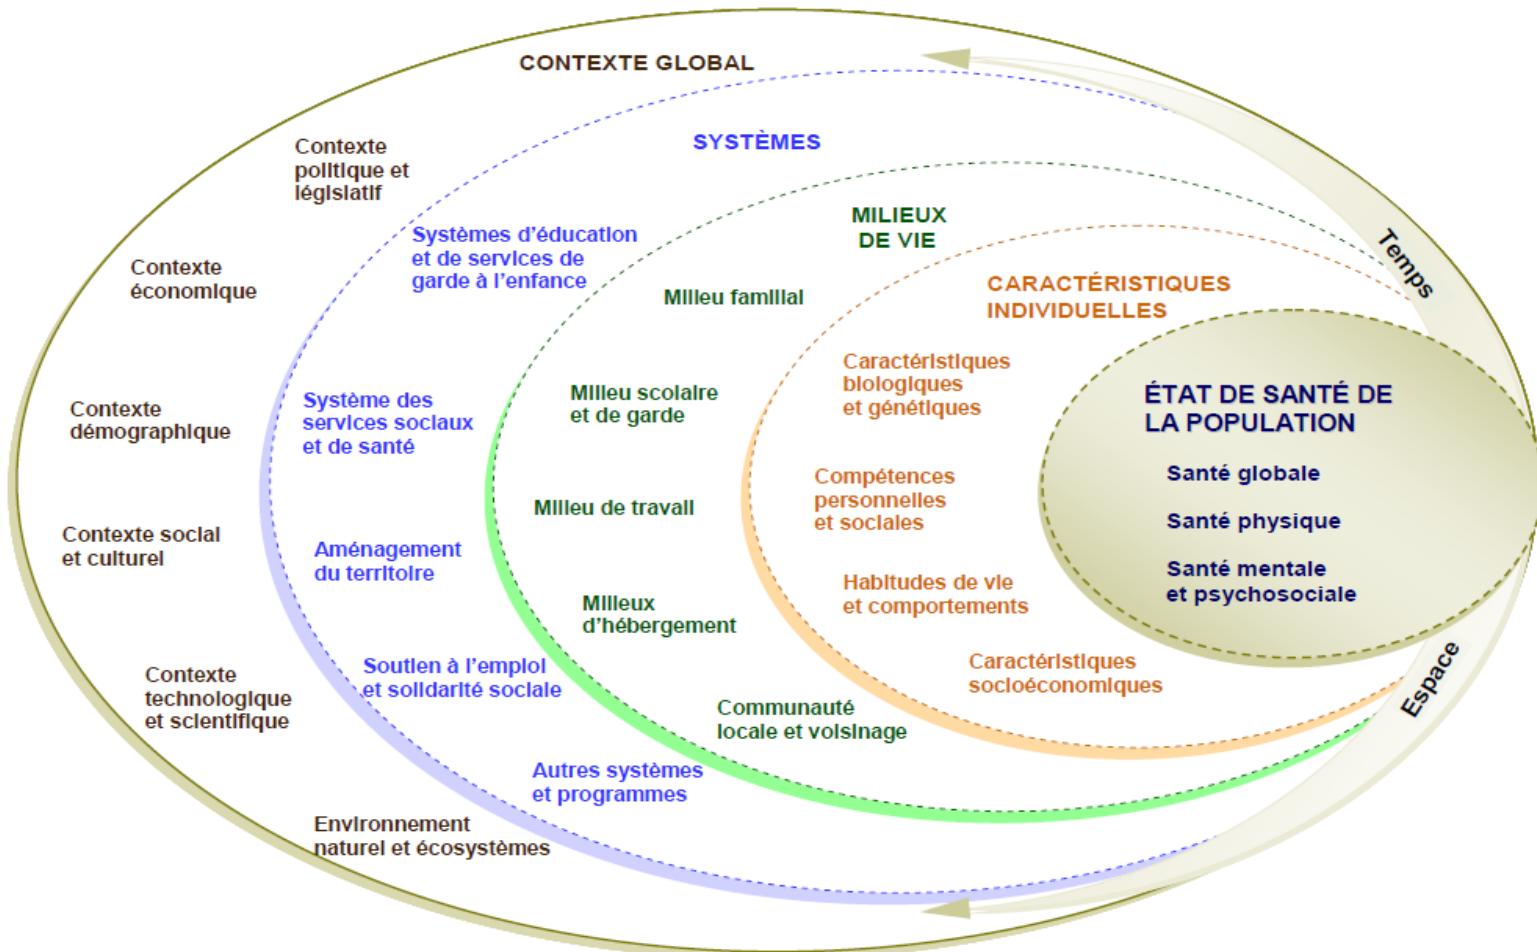 CONTEXTE GLOBAL
Contexte
politique et
législatif
Contexte
économique
Contexte
démographique
Contexte social
et culturel
Contexte
technologique
et scientifique
Environnement
naturel et écosystèmes
SYSTÈMES
Systèmes d'éducation
et de services de
garde à l'enfance
Système des
services sociaux
et de santé
Aménagement
du territoire
Soutien à l'emploi
et solidarité sociale
Autres systèmes
et programmes
MILIEUX
DE VIE
Milieu familial
Milieu scolaire
et de garde
Milieu de travail
Milieux
d'hébergement
Communauté
locale et voisinage
CARACTÉRISTIQUES
INDIVIDUELLES
Caractéristiques
biologiques
et génétiques
Compétences
personnelles
et sociales
Habitudes de vie
et comportements
Caractéristiques
socioéconomiques
ÉTAT DE SANTÉ DE
LA POPULATION
Santé globale
Santé physique
Santé mentale
et psychosociale
Temps
Espace